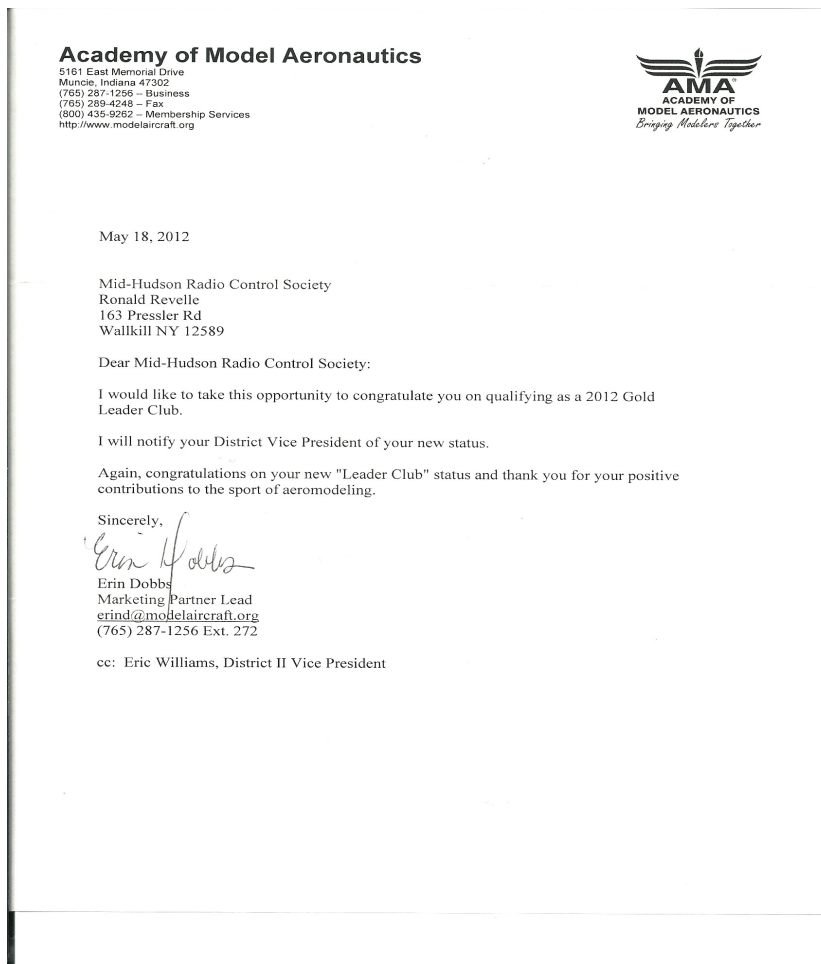 Academy of Model Aeronautics
5161 East Memorial Drive
Muncie, Indiana 47302
(765) 287-1256 – Business
(765) 289-4248 – Fax
(800) 435-9262 – Membership Services
http://www.modelaircraft.org
AMA®
ACADEMY OF
MODEL AERONAUTICS
Bringing Modelers Together
May 18, 2012
Mid-Hudson Radio Control Society
Ronald Revelle
163 Pressler Rd
Wallkill NY 12589
Dear Mid-Hudson Radio Control Society:
I would like to take this opportunity to congratulate you on qualifying as a 2012 Gold
Leader Club.
I will notify your District Vice President of your new status.
Again, congratulations on your new "Leader Club" status and thank you for your positive
contributions to the sport of aeromodeling.
Sincerely,
Erin Dobbs
Erin Dobbs
Marketing Partner Lead
erind@modelaircraft.org
(765) 287-1256 Ext. 272
cc: Eric Williams, District II Vice President